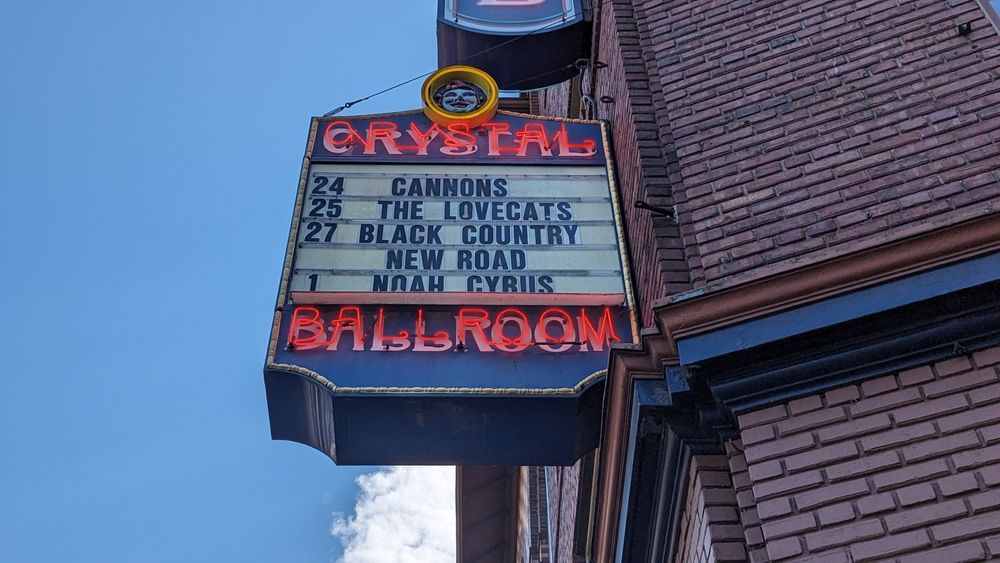 CRYSTAL
24 CANNONS
25 THE LOVECATS
27 BLACK COUNTRY
NEW ROAD
1 NOAH CYRUS
BALLROOM